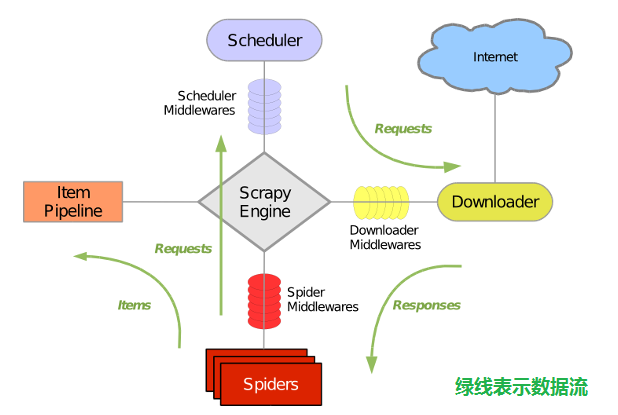 Scheduler
Internet
Scheduler
Middlewares
Requests
Item
Pipeline
Scrapy
Engine
Downloader
Downloader
Middlewares
Requests
Items
Spider
Middlewares
Responses
Spiders
绿线表示数据流